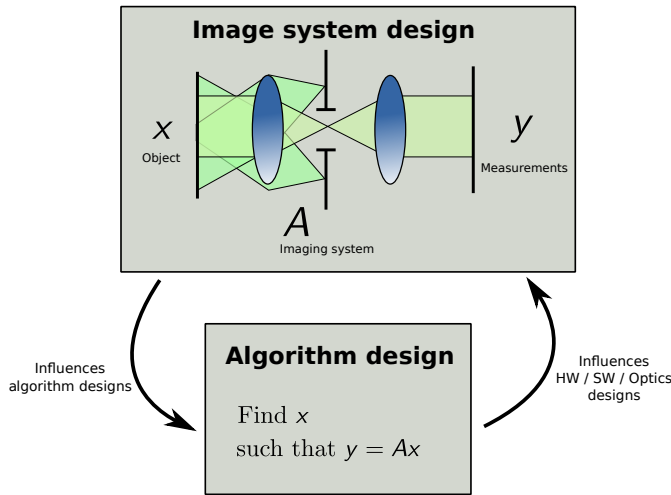 Image system design
x
Object
y
Measurements
A
Imaging system
Influences
algorithm designs
Algorithm design
Find x
such that y = Ax
Influences
HW / SW / Optics
designs